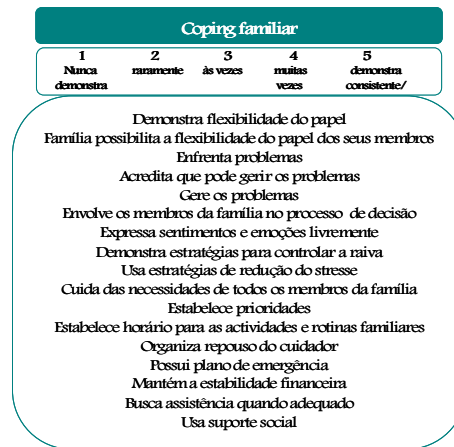 Coping familiar
1 2 3 4 5
Nunca raramente às vezes muitas demonstra
demonstra vezes consistente/
Demonstra flexibilidade do papel
Família possibilita a flexibilidade do papel dos seus membros
Enfrenta problemas
Acredita que pode gerir os problemas
Gere os problemas
Envolve os membros da família no processo de decisão
Expressa sentimentos e emoções livremente
Demonstra estratégias para controlar a raiva
Usa estratégias de redução do stresse
Cuida das necessidades de todos os membros da família
Estabelece prioridades
Estabelece horário para as actividades e rotinas familiares
Organiza repouso do cuidador
Possui plano de emergência
Mantém a estabilidade financeira
Busca assistência quando adequado
Usa suporte social